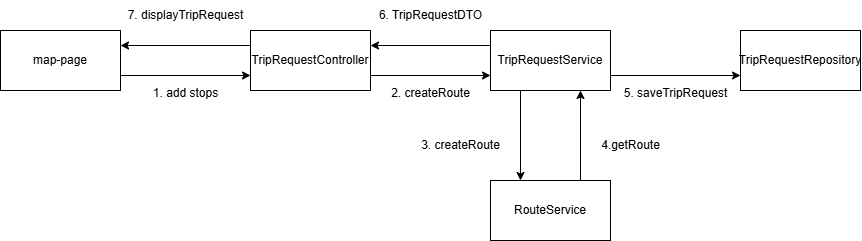 7. displayTripRequest
6. TripRequestDTO
map-page
TripRequestController
TripRequestService
TripRequestRepository
1. add stops
2. createRoute
5. saveTripRequest
3. createRoute
4.getRoute
RouteService